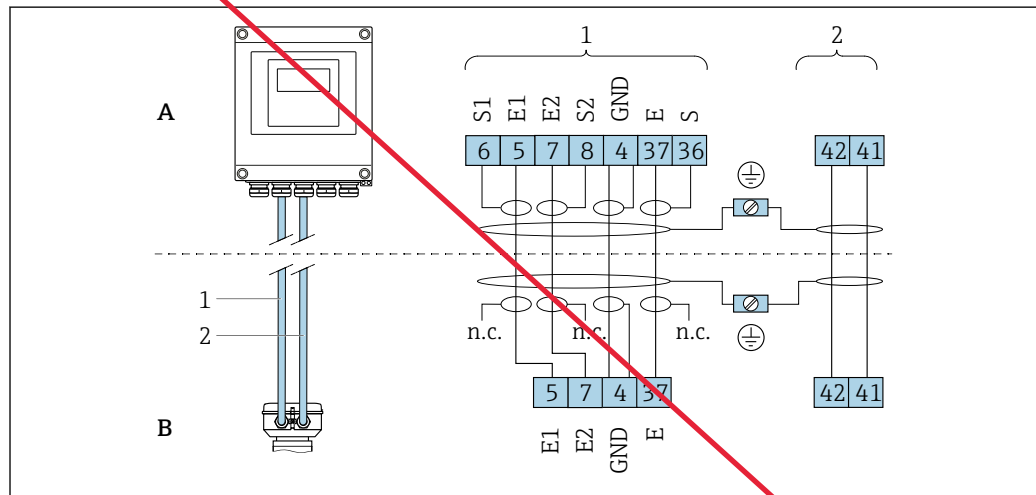 1 2
A
S1 E1 E2 S2 GND E S
6 5 7 8 4 37 36 42 41
1
2
n.c. n.c. n.c.
5 7 4 37 42 41
B
E1 E2 GND E